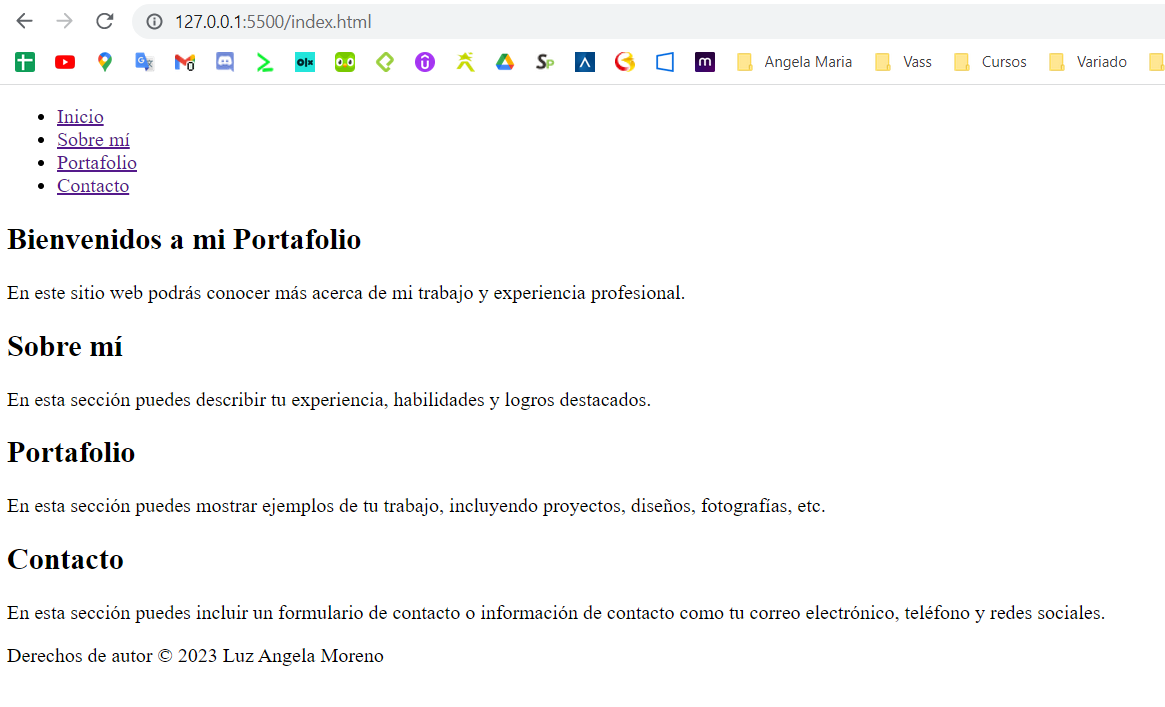 127.0.0.1:5500/index.html
olx Sp m Angela Maria Vass Cursos Variado
Inicio
Sobre mí
Portafolio
Contacto
Bienvenidos a mi Portafolio
En este sitio web podrás conocer más acerca de mi trabajo y experiencia profesional.
Sobre mí
En esta sección puedes describir tu experiencia, habilidades y logros destacados.
Portafolio
En esta sección puedes mostrar ejemplos de tu trabajo, incluyendo proyectos, diseños, fotografías, etc.
Contacto
En esta sección puedes incluir un formulario de contacto o información de contacto como tu correo electrónico, teléfono y redes sociales.
Derechos de autor © 2023 Luz Angela Moreno